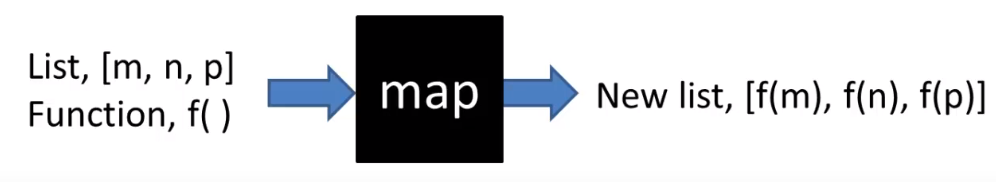 List, [m, n, p]
Function, f( )
map
New list, [f(m), f(n), f(p)]